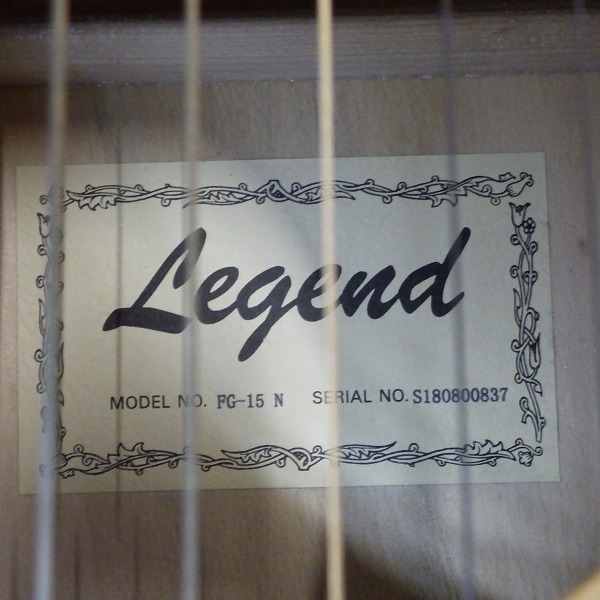 Legend
MODEL NO. FG-15 N SERIAL NO. S180800837